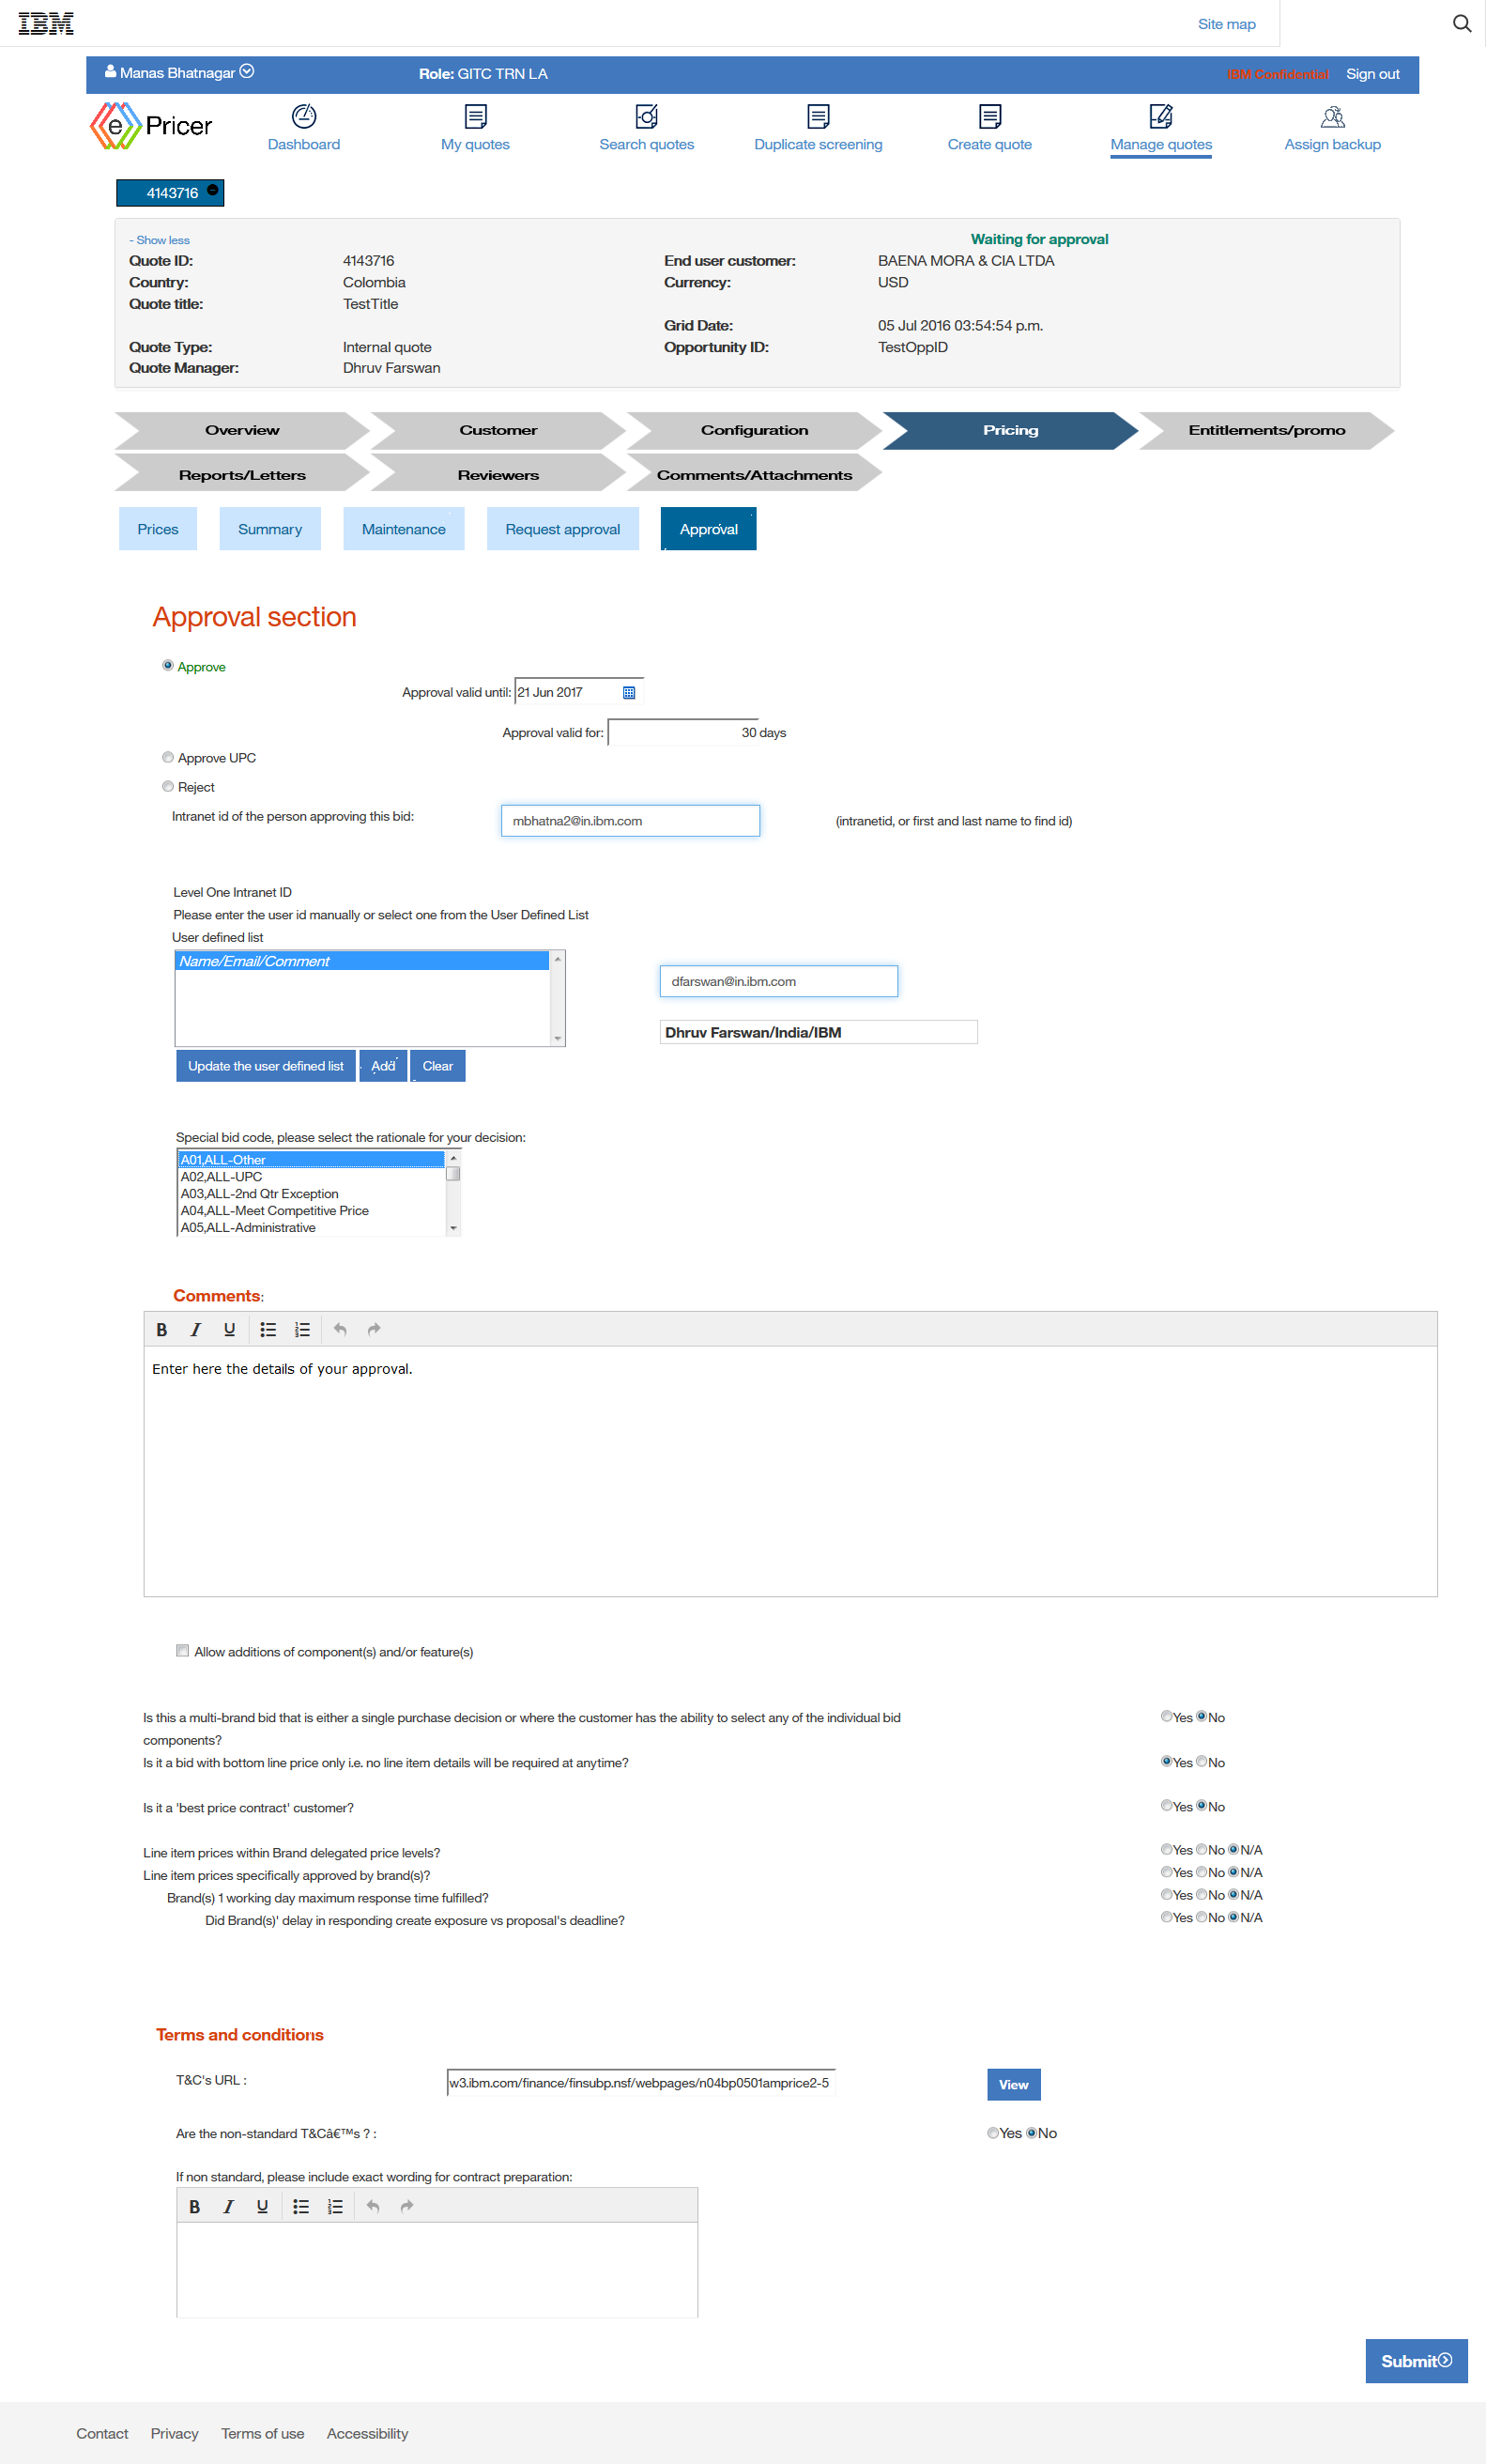 IBM
Site map
Manas Bhatnagar
Role: GITC TRN LA
IBM Confidential
Sign out
e Pricer
Dashboard
My quotes
Search quotes
Duplicate screening
Create quote
Manage quotes
Assign backup
4143716
- Show less
Waiting for approval
Quote ID: 4143716 End user customer: BAENA MORA & CIA LTDA
Country: Colombia Currency: USD
Quote title: TestTitle
Grid Date: 05 Jul 2016 03:54:54 p.m.
Quote Type: Internal quote Opportunity ID: TestOppID
Quote Manager: Dhruv Farswan
Overview
Customer
Configuration
Pricing
Entitlements/promo
Reports/Letters
Reviewers
Comments/Attachments
Prices
Summary
Maintenance
Request approval
Approval
Approval section
Approve
Approval valid until: 21 Jun 2017
Approval valid for: 30 days
Approve UPC
Reject
Intranet id of the person approving this bid: mbhatna2@in.ibm.com (intranetid, or first and last name to find id)
Level One Intranet ID
Please enter the user id manually or select one from the User Defined List
User defined list
Name/Email/Comment
dfarswan@in.ibm.com
Dhruv Farswan/India/IBM
Update the user defined list Add Clear
Special bid code, please select the rationale for your decision:
A01,ALL-Other
A02,ALL-UPC
A03,ALL-2nd Qtr Exception
A04,ALL-Meet Competitive Price
A05,ALL-Administrative
Comments:
B I U
Enter here the details of your approval.
Allow additions of component(s) and/or feature(s)
Is this a multi-brand bid that is either a single purchase decision or where the customer has the ability to select any of the individual bid Yes No
components?
Is it a bid with bottom line price only i.e. no line item details will be required at anytime? Yes No
Is it a 'best price contract' customer? Yes No
Line item prices within Brand delegated price levels? Yes No N/A
Line item prices specifically approved by brand(s)? Yes No N/A
Brand(s) 1 working day maximum response time fulfilled? Yes No N/A
Did Brand(s)' delay in responding create exposure vs proposal's deadline? Yes No N/A
Terms and conditions
T&C's URL : w3.ibm.com/finance/finsubp.nsf/webpages/n04bp0501amprice2-5 View
Are the non-standard T&Câ€™s ? : Yes No
If non standard, please include exact wording for contract preparation:
B I U
Submit
Contact Privacy Terms of use Accessibility